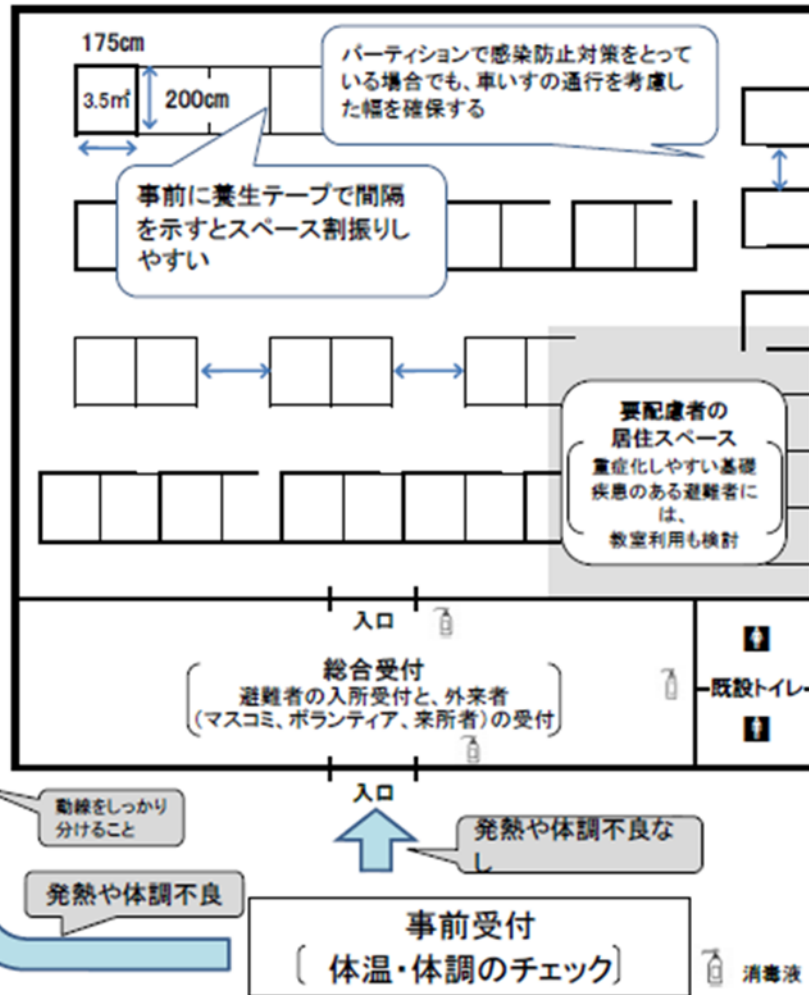 175cm
3.5㎡
200cm
パーティションで感染防止対策をとって
いる場合でも、車いすの通行を考慮し
た幅を確保する
事前に養生テープで間隔
を示すとスペース割振りし
やすい
要配慮者の
居住スペース
重症化しやすい基礎
疾患のある避難者に
は、
教室利用も検討
入口
総合受付
避難者の入所受付と、外来者
(マスコミ、ボランティア、来所者)の受付
既設トイレ
入口
動線をしっかり
分けること
発熱や体調不良な
し
発熱や体調不良
事前受付
体温・体調のチェック
消毒液